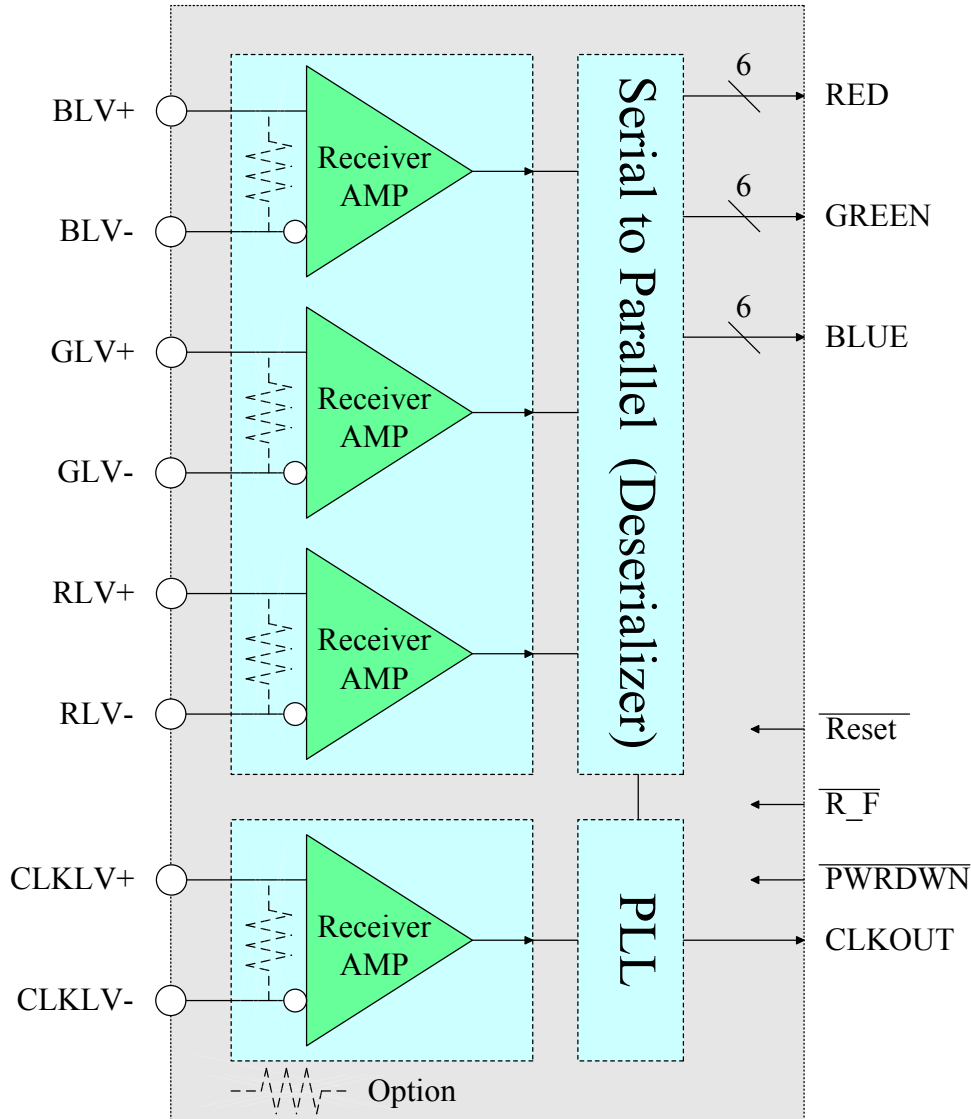 BLV+
BLV-
GLV+
GLV-
RLV+
RLV-
CLKLV+
CLKLV-
Receiver
AMP
Receiver
AMP
Receiver
AMP
Receiver
AMP
Serial to Parallel (Deserializer)
PLL
6
RED
6
GREEN
6
BLUE
Reset
R_F
PWRDWN
CLKOUT
Option